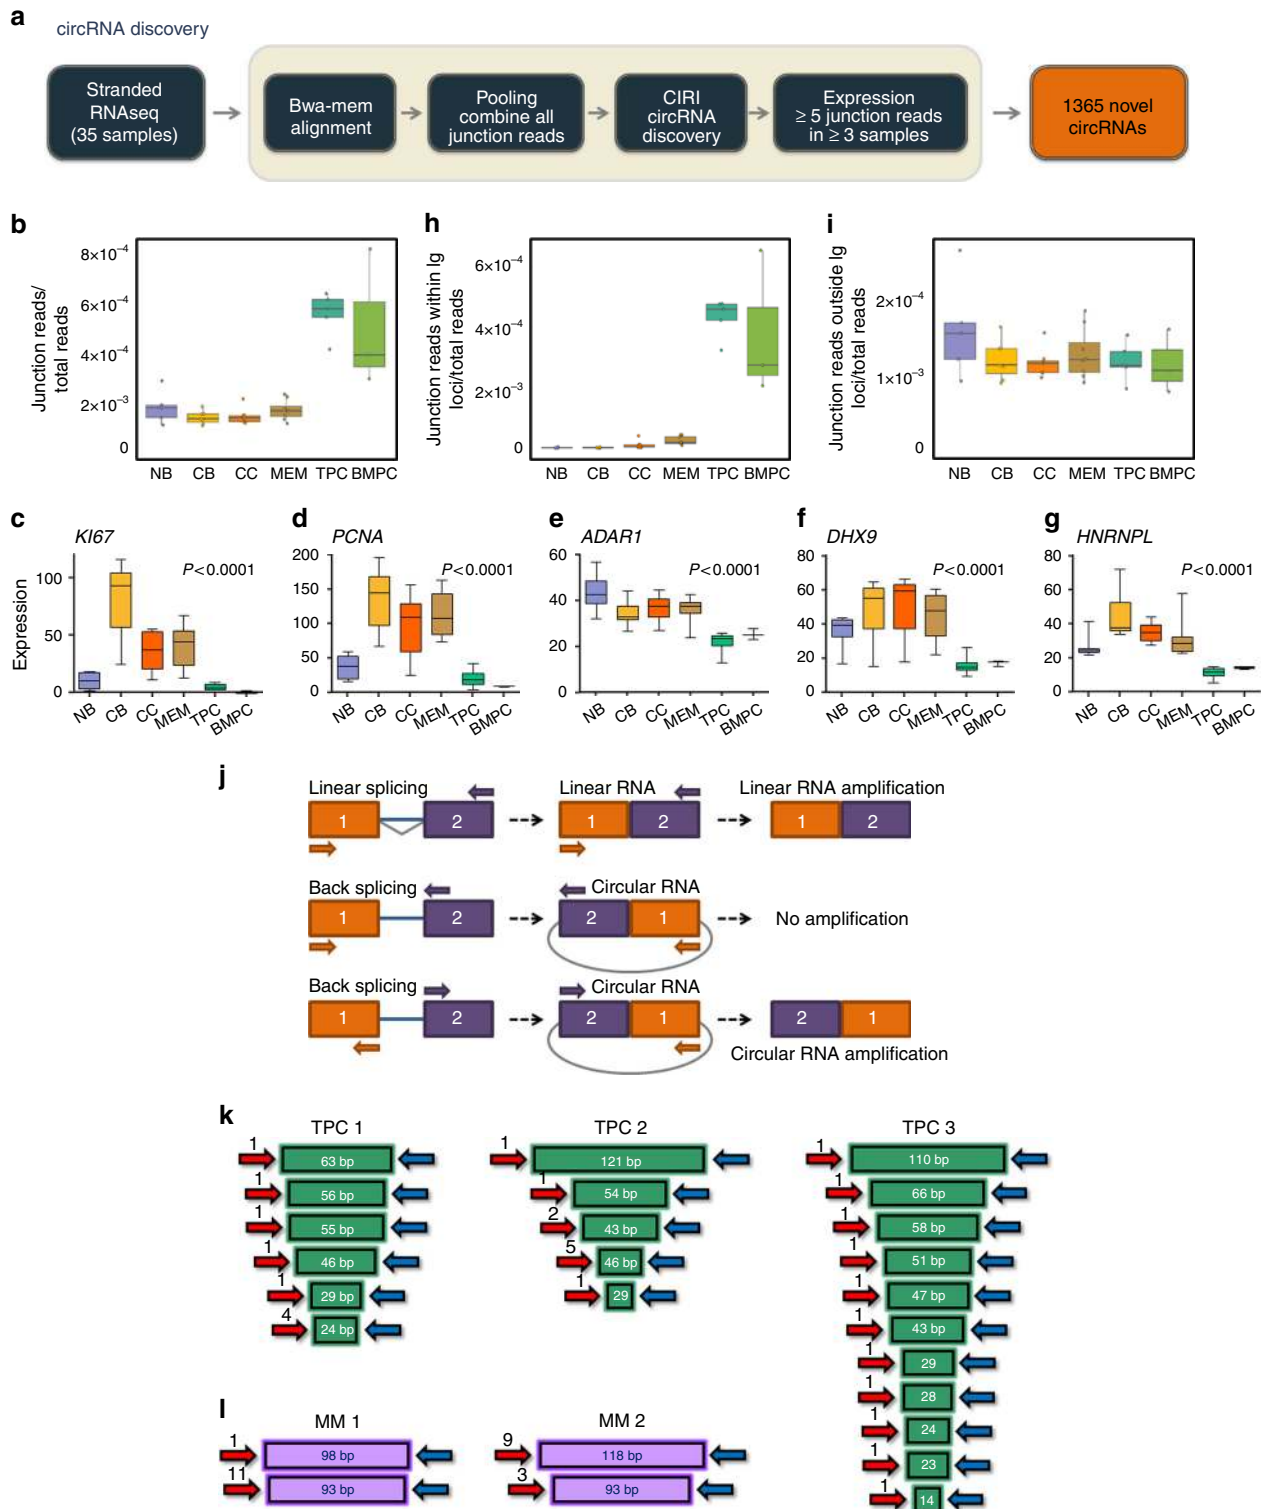 a
circRNA discovery
Stranded
RNAseq
(35 samples)
Bwa-mem
alignment
Pooling
combine all
junction reads
CIRI
circRNA
discovery
Expression
≥ 5 junction reads
in ≥ 3 samples
1365 novel
circRNAs
b
Junction reads/
total reads
8×10⁻⁴
6×10⁻⁴
4×10⁻⁴
2×10⁻³
0
NB CB CC MEM TPC BMPC
h
Junction reads within Ig
loci/total reads
6×10⁻⁴
4×10⁻⁴
2×10⁻³
0
NB CB CC MEM TPC BMPC
i
Junction reads outside Ig
loci/total reads
2×10⁻⁴
1×10⁻³
0
NB CB CC MEM TPC BMPC
c
KI67
Expression
P<0.0001
100
50
0
NB CB CC MEM TPC BMPC
d
PCNA
P<0.0001
200
150
100
50
0
NB CB CC MEM TPC BMPC
e
ADAR1
P<0.0001
60
40
20
0
NB CB CC MEM TPC BMPC
f
DHX9
P<0.0001
80
60
40
20
0
NB CB CC MEM TPC BMPC
g
HNRNPL
P<0.0001
80
60
40
20
0
NB CB CC MEM TPC BMPC
j
Linear splicing
1 2
Linear RNA
1 2
Linear RNA amplification
1 2
Back splicing
1 2
Circular RNA
2 1
No amplification
Back splicing
1 2
Circular RNA
2 1
2 1
Circular RNA amplification
k
TPC 1
1 63 bp
1 56 bp
1 55 bp
1 46 bp
1 29 bp
4 24 bp
TPC 2
1 121 bp
1 54 bp
2 43 bp
5 46 bp
1 29
TPC 3
1 110 bp
1 66 bp
1 58 bp
1 51 bp
1 47 bp
1 43 bp
1 29
1 28
1 24
1 23
1 14
l
MM 1
1 98 bp
11 93 bp
MM 2
9 118 bp
3 93 bp